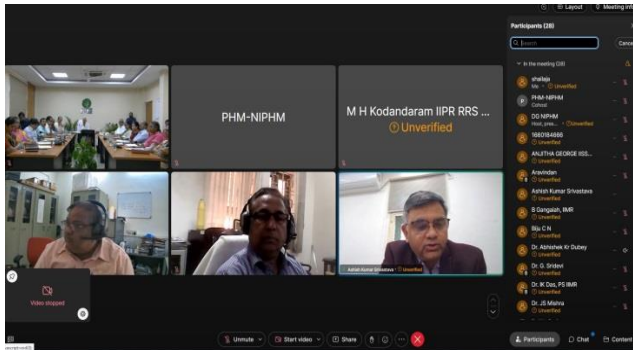 Layout
Meeting info
Participants (28)
Search
Cancel
In the meeting (28)
shailaja
Me • Unverified
PHM-NIPHM
Cohost
DG NIPHM
Host, pres... • Unverified
1660184666
Unverified
ANJITHA GEORGE IISS...
Unverified
Aravindan
Unverified
Ashish Kumar Srivastava
Unverified
B Gangaiah, IIMR
Unverified
Biju C N
Unverified
Dr. Abhishek Kr Dubey
Unverified
Dr. G. Sridevi
Unverified
Dr. IK Das, PS IIMR
Unverified
Dr. JS Mishra
Unverified
PHM-NIPHM
M H Kodandaram IIPR RRS ...
Unverified
Ashish Kumar Srivastava • Unverified
Video stopped
Unmute
Start video
Share
Participants
Chat
Content